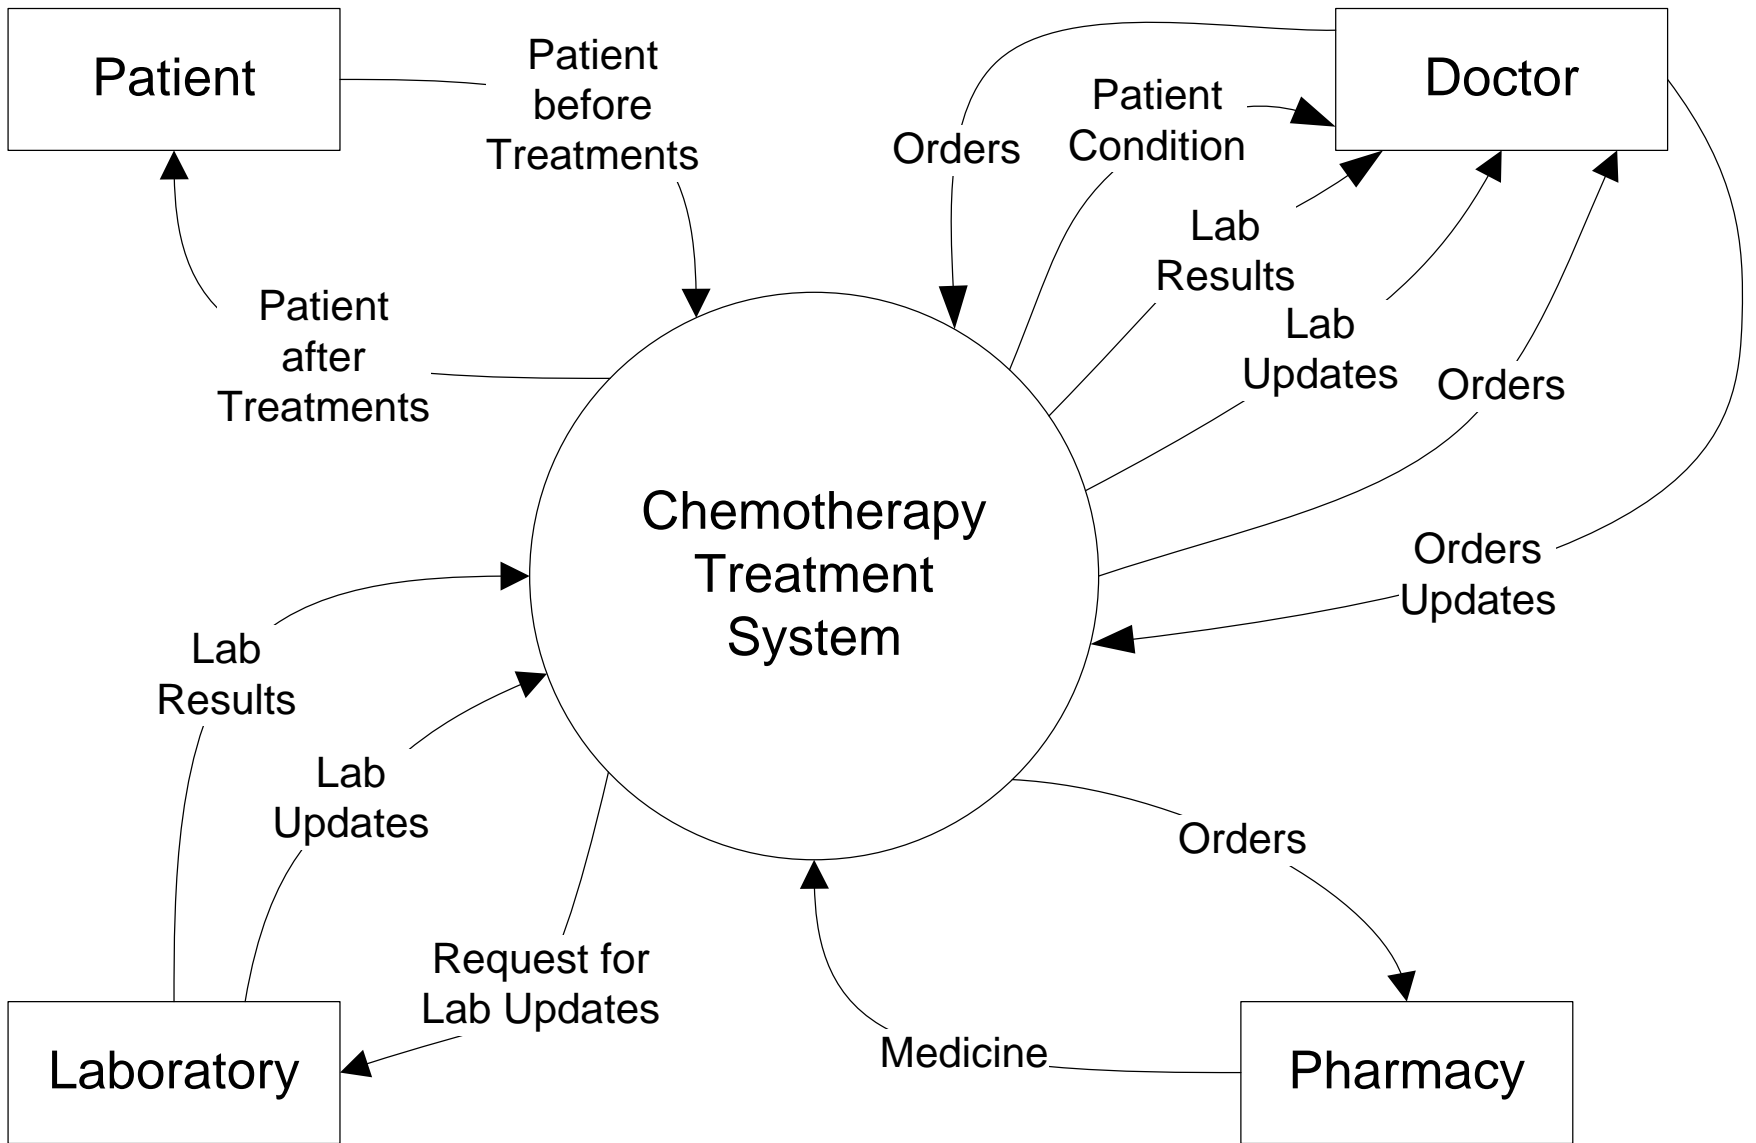 Patient
Patient
before
Treatments
Doctor
Orders
Patient
Condition
Lab
Results
Lab
Updates
Orders
Patient
after
Treatments
Chemotherapy
Treatment
System
Orders
Updates
Lab
Results
Lab
Updates
Orders
Request for
Lab Updates
Medicine
Laboratory
Pharmacy